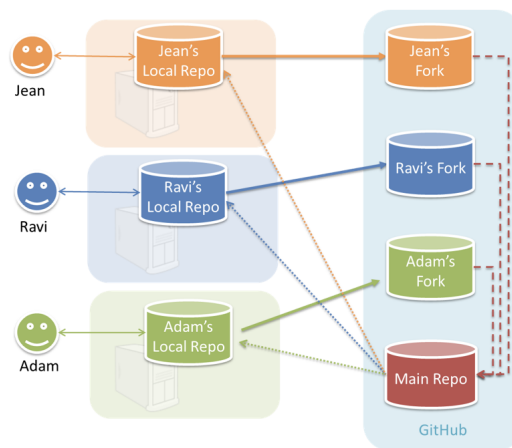 Jean
Jean's
Local Repo
Jean's
Fork
Ravi
Ravi's
Local Repo
Ravi's Fork
Adam
Adam's
Local Repo
Adam's
Fork
Main Repo
GitHub